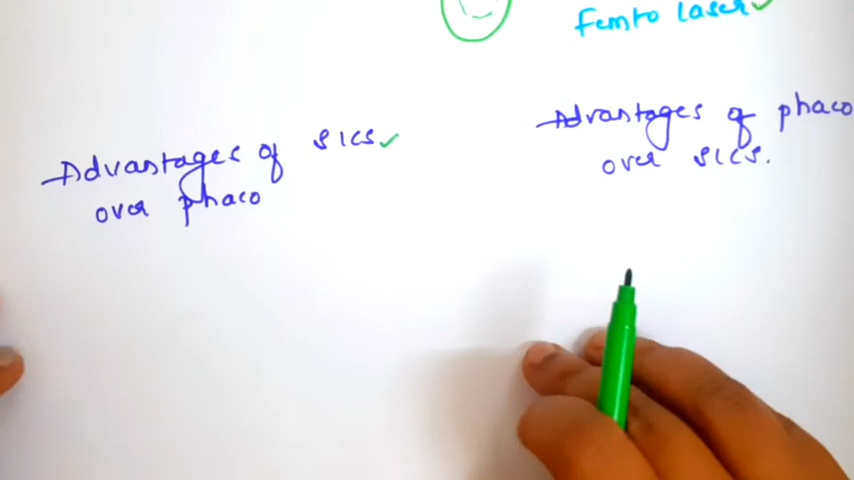 Femto laser
Advantages of SICS
over phaco
Advantages of phaco
over SICS.